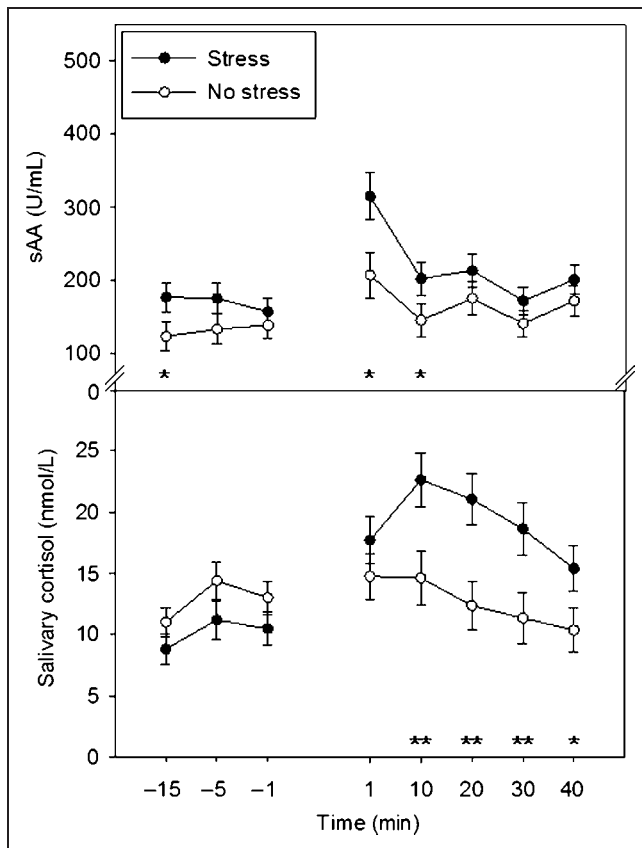 Stress
No stress
500
400
300
200
100
0
sAA (U/mL)
* * *
25
20
15
10
5
0
Salivary cortisol (nmol/L)
** ** ** *
–15 –5 –1 1 10 20 30 40
Time (min)